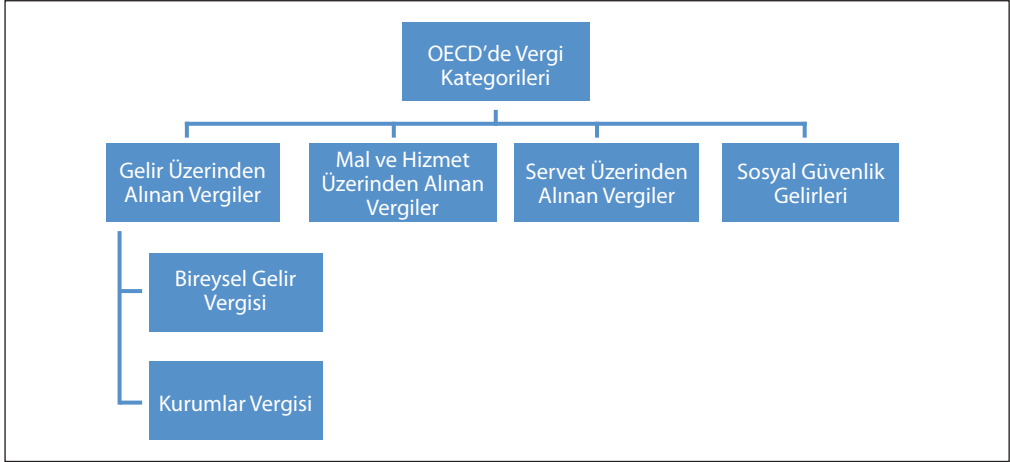 OECD’de Vergi
Kategorileri
Gelir Üzerinden
Alınan Vergiler
Mal ve Hizmet
Üzerinden Alınan
Vergiler
Servet Üzerinden
Alınan Vergiler
Sosyal Güvenlik
Gelirleri
Bireysel Gelir
Vergisi
Kurumlar Vergisi